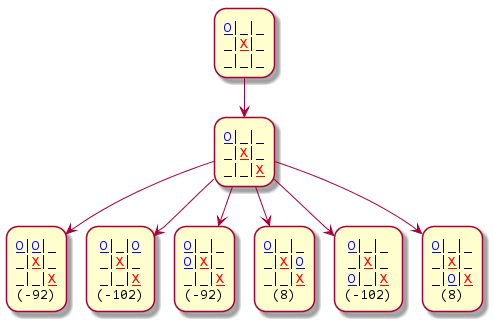 O|_|_
_|X|_
_|_|_
O|_|_
_|X|_
_|_|X
O|O|_
_|X|_
_|_|X
(-92)
O|_|O
_|X|_
_|_|X
(-102)
O|_|_
O|X|_
_|_|X
(-92)
O|_|_
_|X|O
_|_|X
(8)
O|_|_
_|X|_
O|_|X
(-102)
O|_|_
_|X|_
_|O|X
(8)